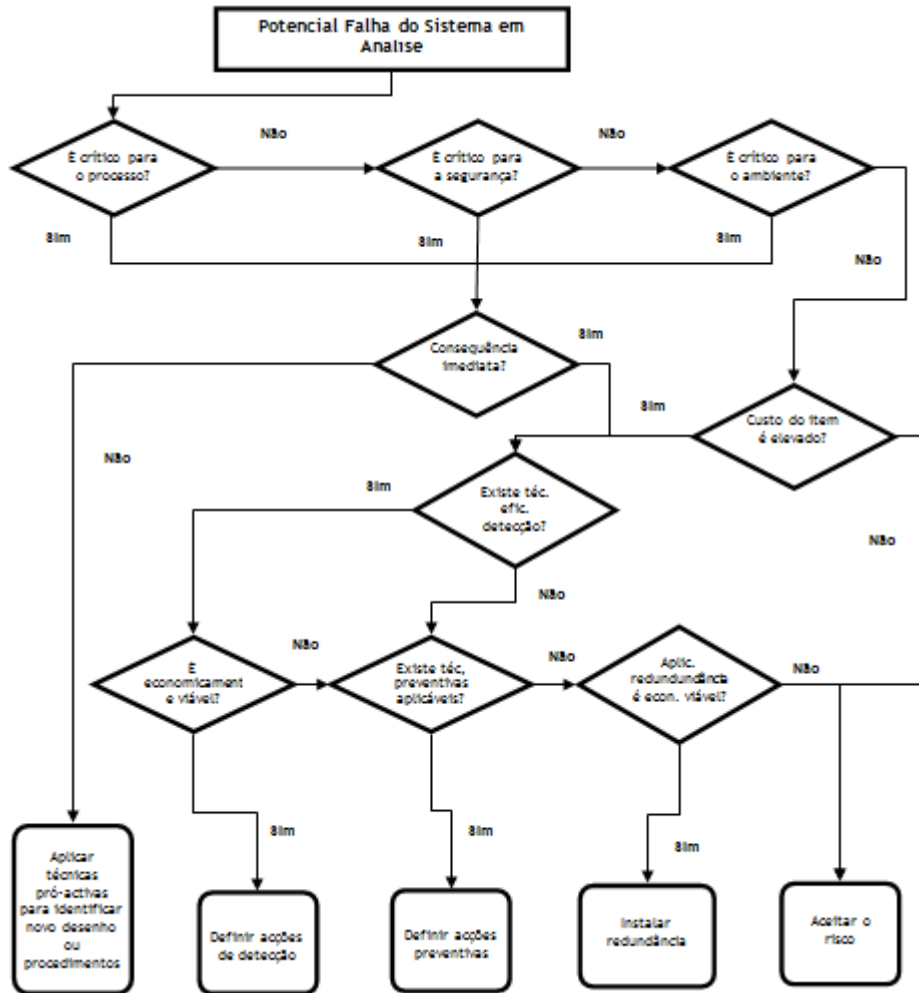 Potencial Falha do Sistema em
Analise
Não
Não
É crítico para
o processo?
É crítico para
a segurança?
É crítico para
o ambiente?
Sim
Sim
Sim
Não
Consequência
imediata?
Sim
Sim
Custo do item
é elevado?
Não
Sim
Existe téc.
efic.
detecção?
Não
Não
É
economicament
e viável?
Não
Existe téc,
preventivas
aplicáveis?
Não
Aplic.
redundundância
é econ. viável?
Não
Sim
Sim
Sim
Aplicar
técnicas
pró-activas
para identificar
novo desenho
ou
procedimentos
Definir acções
de detecção
Definir acções
preventivas
Instalar
redundância
Aceitar o
risco